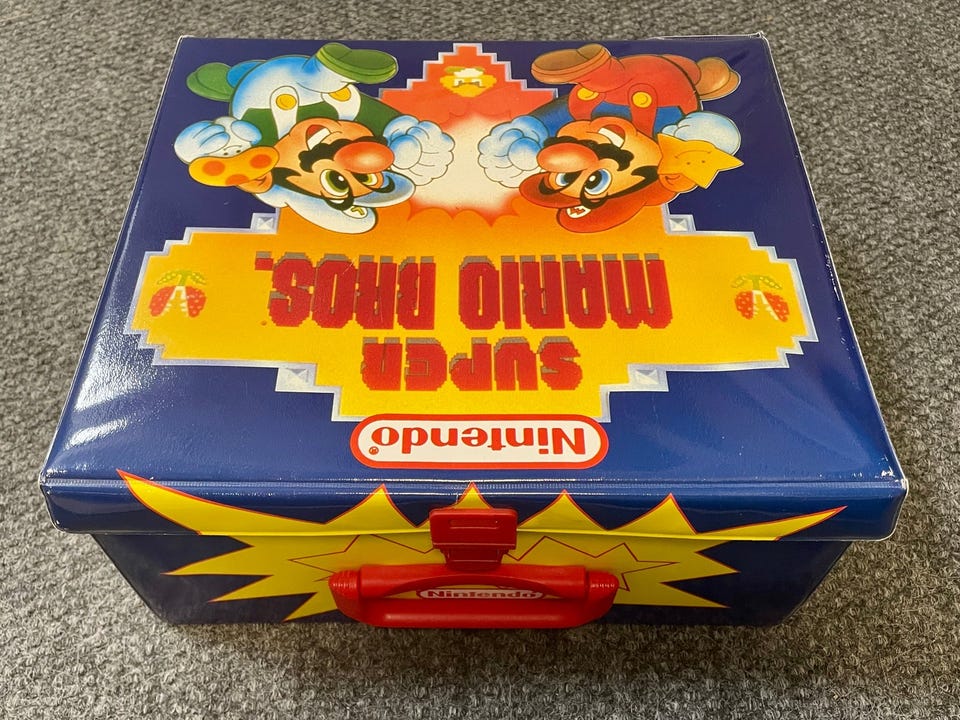 Nintendo®
SUPER
MARIO BROS.
Nintendo